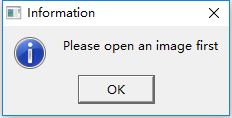 Information
Please open an image first
OK